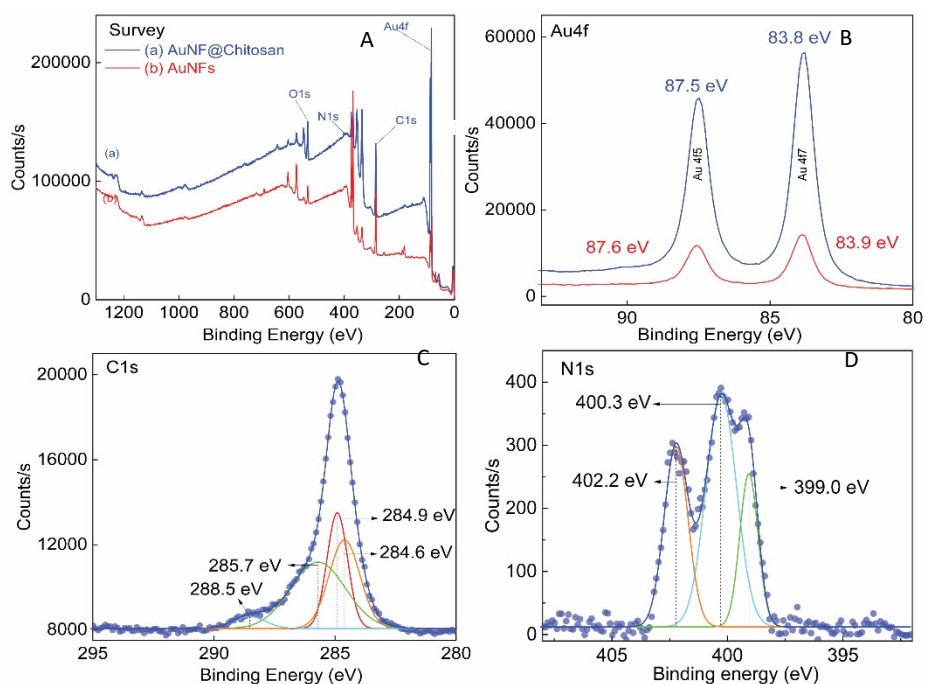 Survey
A
(a) AuNF@Chitosan
(b) AuNFs
Au4f
O1s
N1s
C1s
(a)
(b)
200000
100000
0
1200 1000 800 600 400 200 0
Binding Energy (eV)
Counts/s
Au4f
B
83.8 eV
87.5 eV
Au 4f5
Au 4f7
87.6 eV
83.9 eV
60000
40000
20000
0
90 85 80
Binding Energy (eV)
Counts/s
C1s
C
284.9 eV
284.6 eV
285.7 eV
288.5 eV
20000
16000
12000
8000
295 290 285 280
Binding Energy (eV)
Counts/s
N1s
D
400.3 eV
402.2 eV
399.0 eV
400
300
200
100
0
405 400 395
Binding energy (eV)
Counts/s